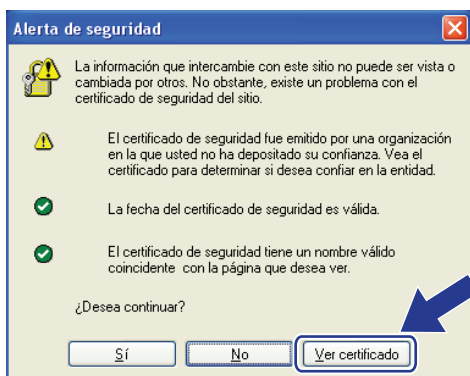 Alerta de seguridad
La información que intercambie con este sitio no puede ser vista o
cambiada por otros. No obstante, existe un problema con el
certificado de seguridad del sitio.
El certificado de seguridad fue emitido por una organización
en la que usted no ha depositado su confianza. Vea el
certificado para determinar si desea confiar en la entidad.
La fecha del certificado de seguridad es válida.
El certificado de seguridad tiene un nombre válido
coincidente con la página que desea ver.
¿Desea continuar?
Sí No Ver certificado